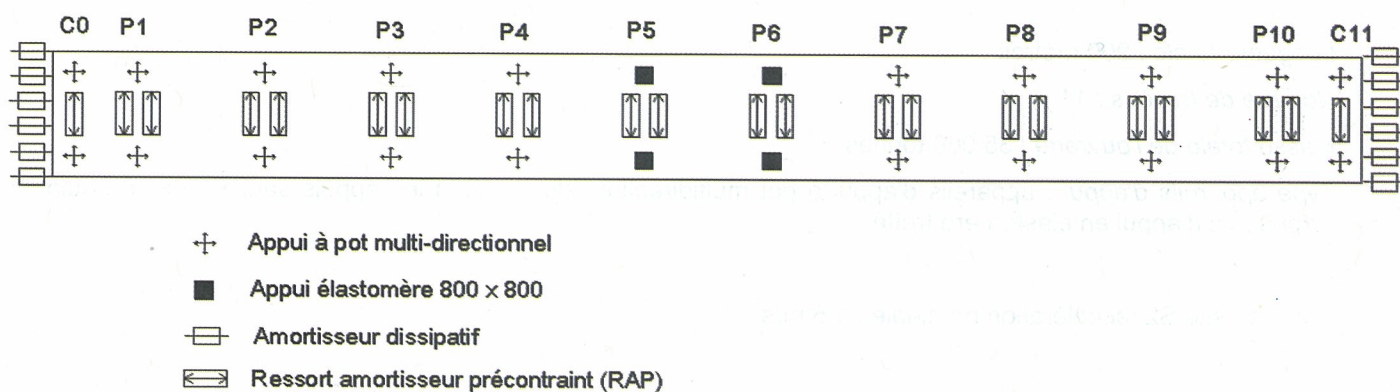 C0 P1 P2 P3 P4 P5 P6 P7 P8 P9 P10 C11
Appui à pot multi-directionnel
Appui élastomère 800 x 800
Amortisseur dissipatif
Ressort amortisseur précontraint (RAP)